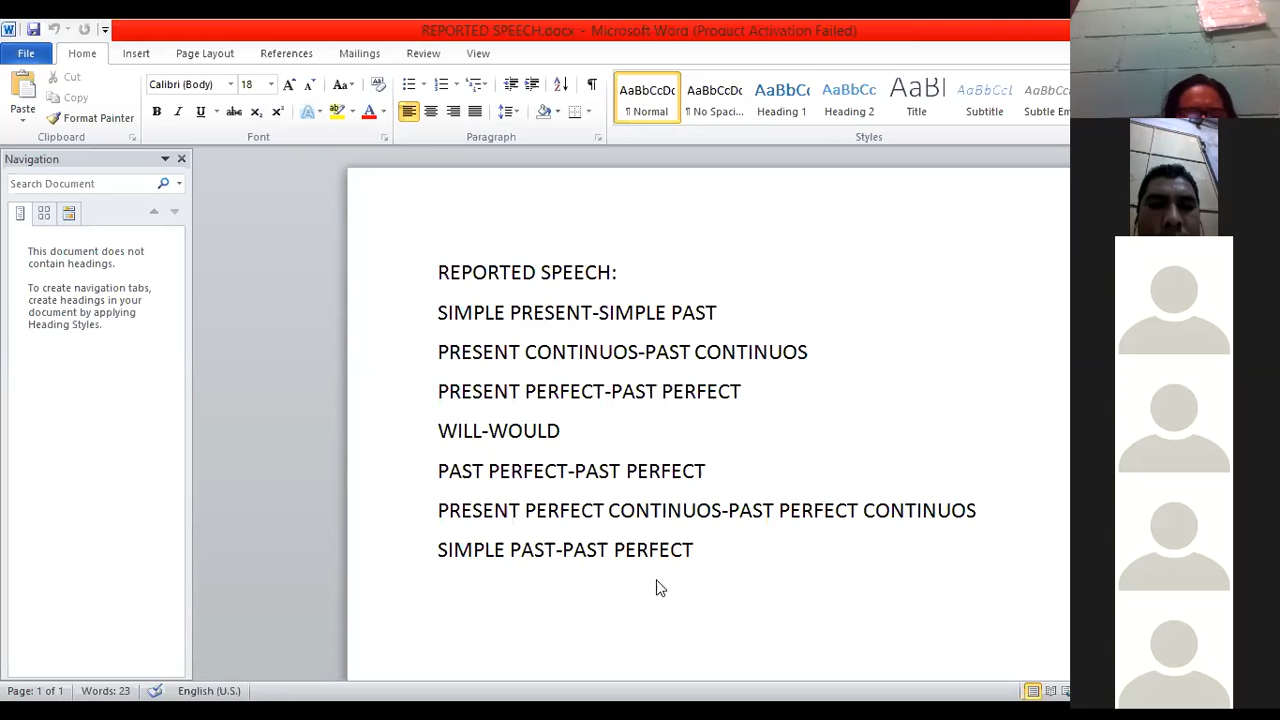 REPORTED SPEECH.docx - Microsoft Word (Product Activation Failed)
File Home Insert Page Layout References Mailings Review View
Cut
Copy
Paste
Format Painter
Clipboard
Calibri (Body) 18
Font
Paragraph
AaBbCcDc AaBbCcDc AaBbCc AaBbCc AaBl AaBbCcL AaBbCcD
¶ Normal ¶ No Spaci... Heading 1 Heading 2 Title Subtitle Subtle Em
Styles
Navigation
Search Document
This document does not
contain headings.
To create navigation tabs,
create headings in your
document by applying
Heading Styles.
REPORTED SPEECH:
SIMPLE PRESENT-SIMPLE PAST
PRESENT CONTINUOS-PAST CONTINUOS
PRESENT PERFECT-PAST PERFECT
WILL-WOULD
PAST PERFECT-PAST PERFECT
PRESENT PERFECT CONTINUOS-PAST PERFECT CONTINUOS
SIMPLE PAST-PAST PERFECT
Page: 1 of 1 Words: 23 English (U.S.)